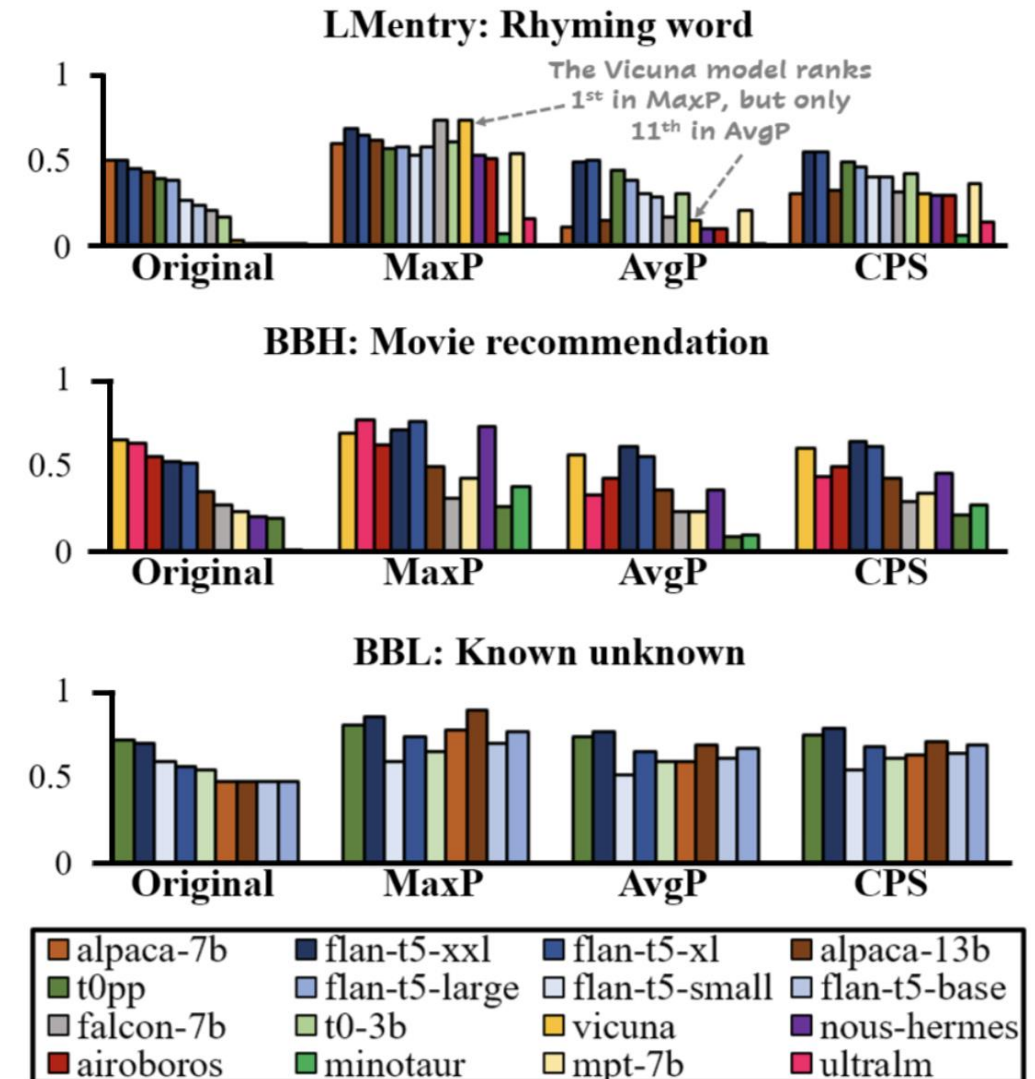 LMentry: Rhyming word
The Vicuna model ranks
1st in MaxP, but only
11th in AvgP
1
0.5
0
Original MaxP AvgP CPS
BBH: Movie recommendation
1
0.5
0
Original MaxP AvgP CPS
BBL: Known unknown
1
0.5
0
Original MaxP AvgP CPS
alpaca-7b flan-t5-xxl flan-t5-xl alpaca-13b
t0pp flan-t5-large flan-t5-small flan-t5-base
falcon-7b t0-3b vicuna nous-hermes
airoboros minotaur mpt-7b ultralm